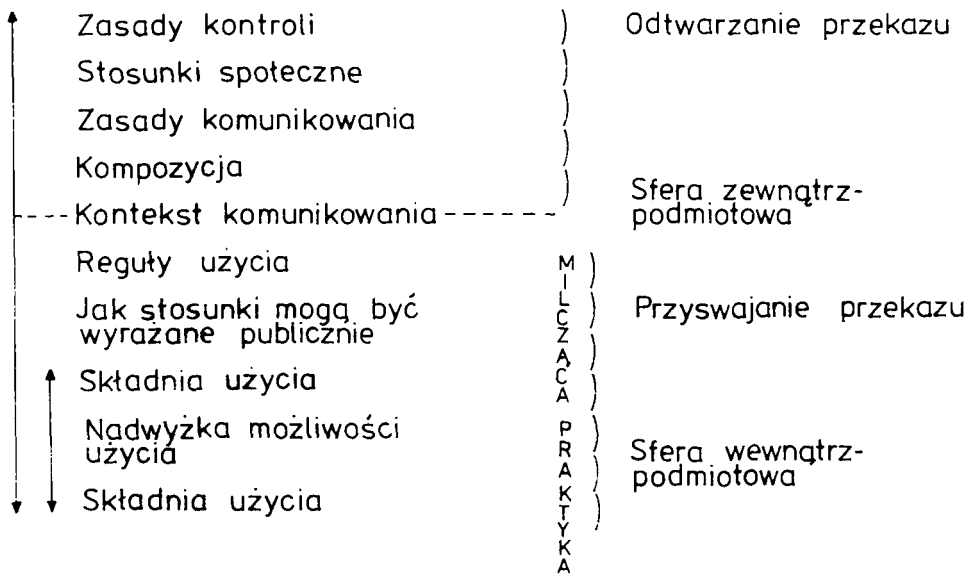 Zasady kontroli
Odtwarzanie przekazu
Stosunki społeczne
Zasady komunikowania
Kompozycja
Sfera zewnątrz-
podmiotowa
Kontekst komunikowania
Reguły użycia
Jak stosunki mogą być
wyrażane publicznie
Przyswajanie przekazu
Składnia użycia
Nadwyżka możliwości
użycia
Sfera wewnątrz-
podmiotowa
Składnia użycia
MILCZĄCA PRAKTYKA